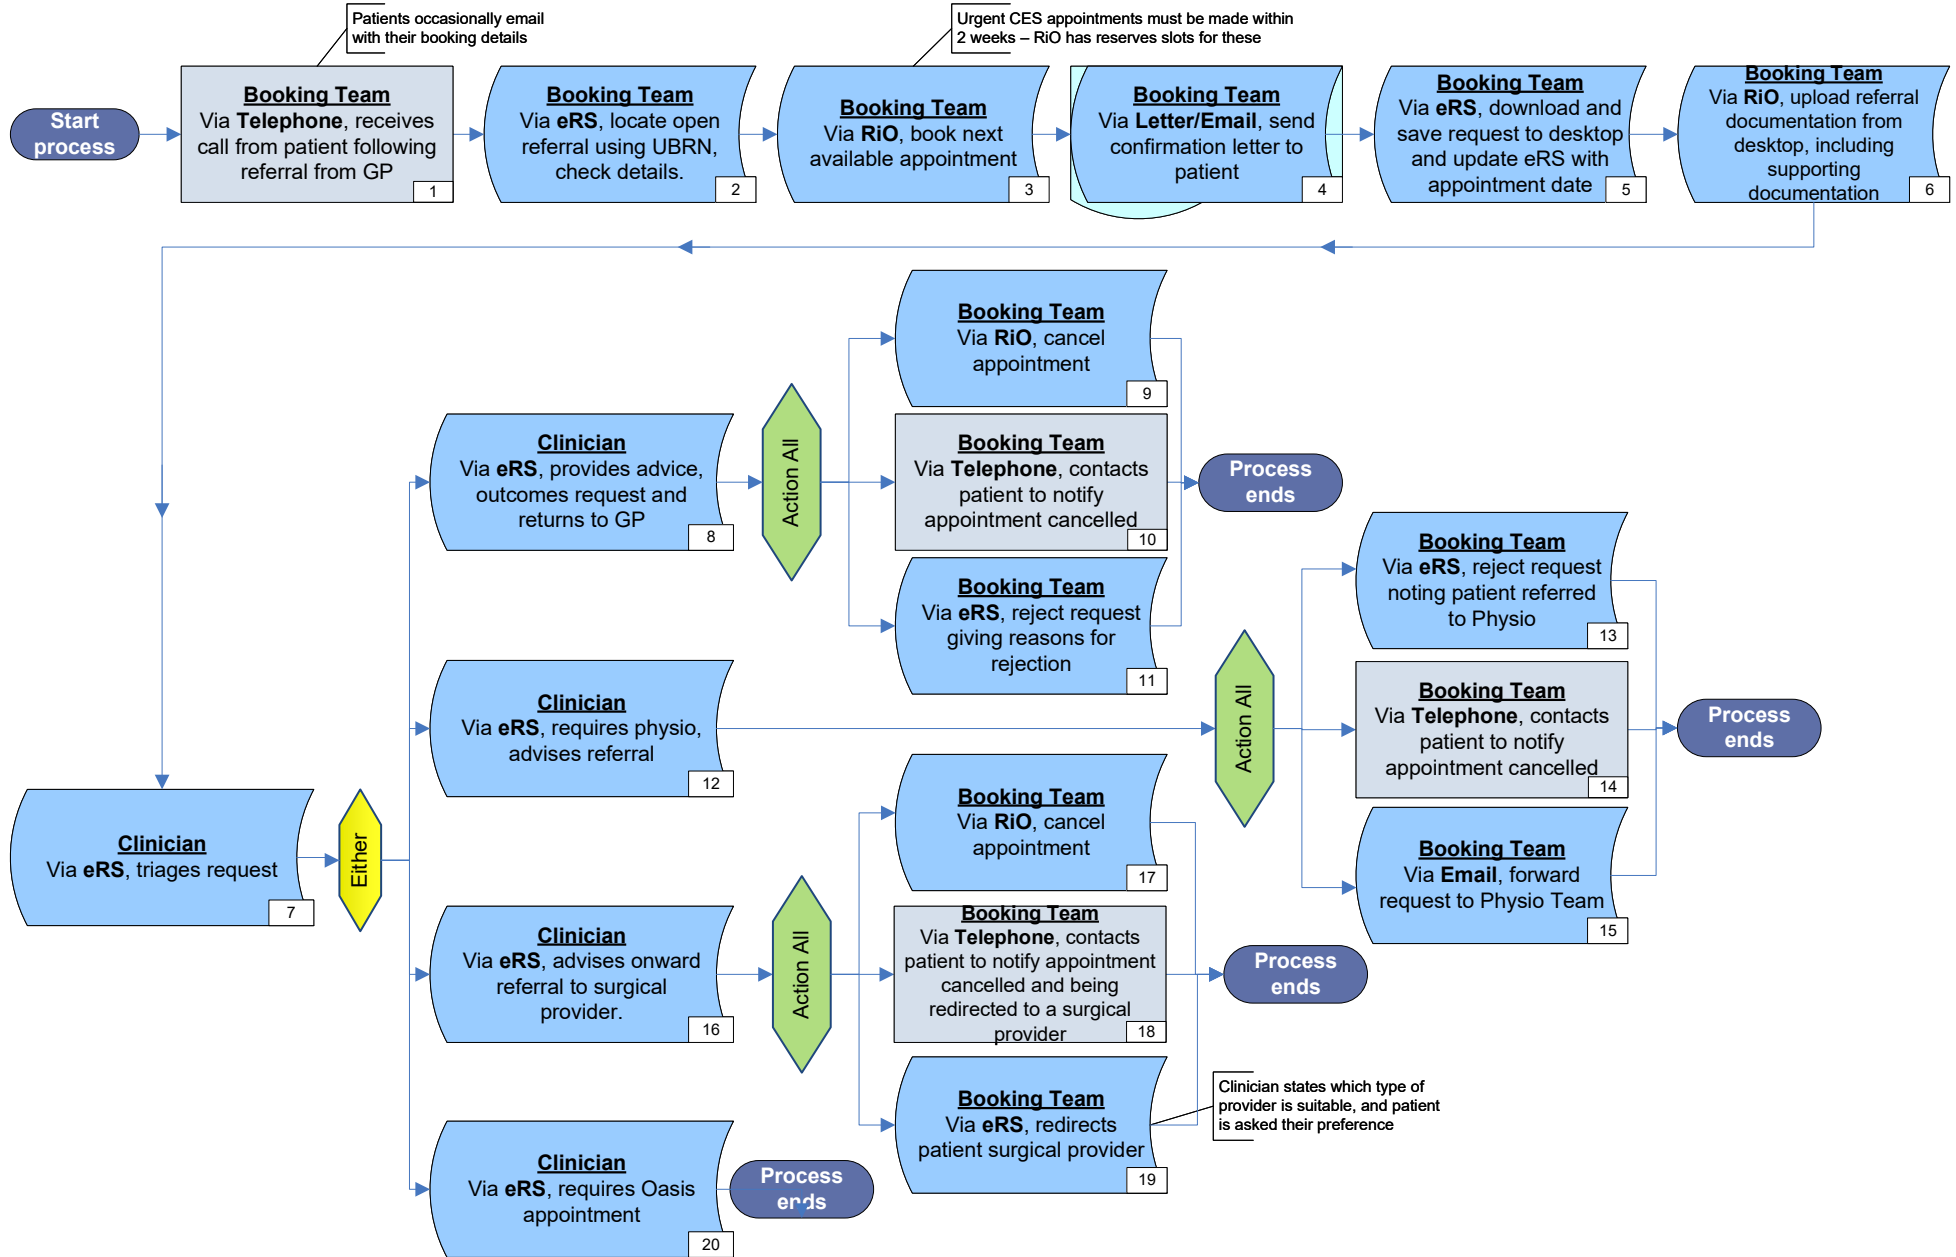 Patients occasionally email
with their booking details
Urgent CES appointments must be made within
2 weeks – RiO has reserves slots for these
Start
process
Booking Team
Via Telephone, receives
call from patient following
referral from GP
1
Booking Team
Via eRS, locate open
referral using UBRN,
check details.
2
Booking Team
Via RiO, book next
available appointment
3
Booking Team
Via Letter/Email, send
confirmation letter to
patient
4
Booking Team
Via eRS, download and
save request to desktop
and update eRS with
appointment date
5
Booking Team
Via RiO, upload referral
documentation from
desktop, including
supporting
documentation
6
Clinician
Via eRS, triages request
7
Either
Clinician
Via eRS, provides advice,
outcomes request and
returns to GP
8
Action All
Booking Team
Via RiO, cancel
appointment
9
Booking Team
Via Telephone, contacts
patient to notify
appointment cancelled
10
Booking Team
Via eRS, reject request
giving reasons for
rejection
11
Process
ends
Clinician
Via eRS, requires physio,
advises referral
12
Action All
Booking Team
Via eRS, reject request
noting patient referred
to Physio
13
Booking Team
Via Telephone, contacts
patient to notify
appointment cancelled
14
Booking Team
Via Email, forward
request to Physio Team
15
Process
ends
Clinician
Via eRS, advises onward
referral to surgical
provider.
16
Action All
Booking Team
Via RiO, cancel
appointment
17
Booking Team
Via Telephone, contacts
patient to notify appointment
cancelled and being
redirected to a surgical
provider
18
Booking Team
Via eRS, redirects
patient surgical provider
19
Process
ends
Clinician states which type of
provider is suitable, and patient
is asked their preference
Clinician
Via eRS, requires Oasis
appointment
20
Process
ends